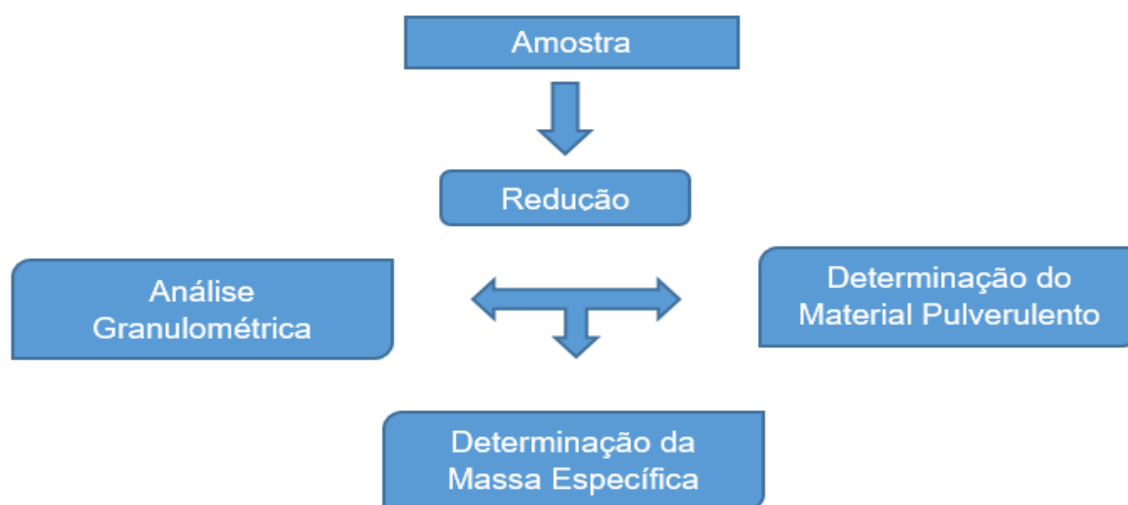 Amostra
Redução
Análise
Granulométrica
Determinação do
Material Pulverulento
Determinação da
Massa Específica